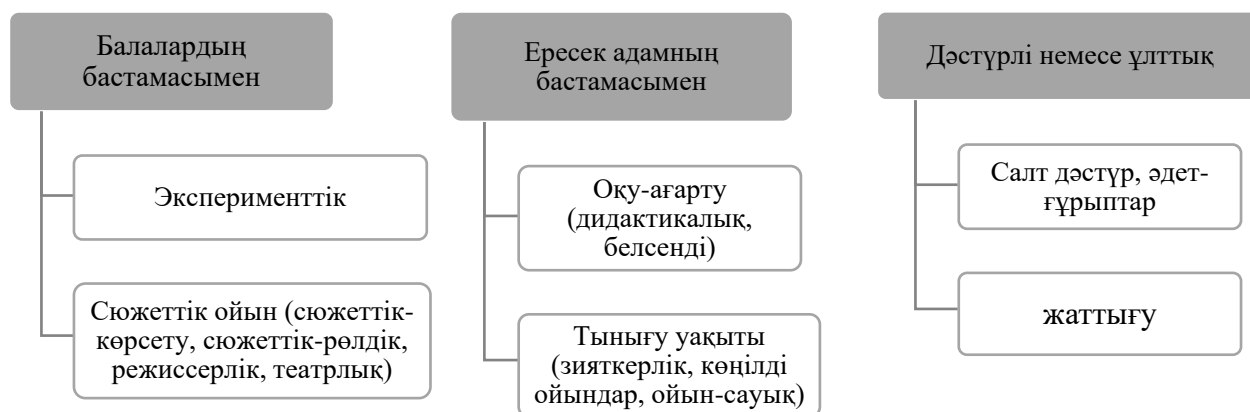 Балалардың
бастамасымен
Эксперименттік
Сюжеттік ойын (сюжеттік-
көрсету, сюжеттік-рөлдік,
режиссерлік, театрлық)
Ересек адамның
бастамасымен
Оқу-ағарту
(дидактикалық,
белсенді)
Тынығу уақыты
(зияткерлік, көңілді
ойындар, ойын-сауық)
Дәстүрлі немесе ұлттық
Салт дәстүр, әдет-
ғұрыптар
жаттығу